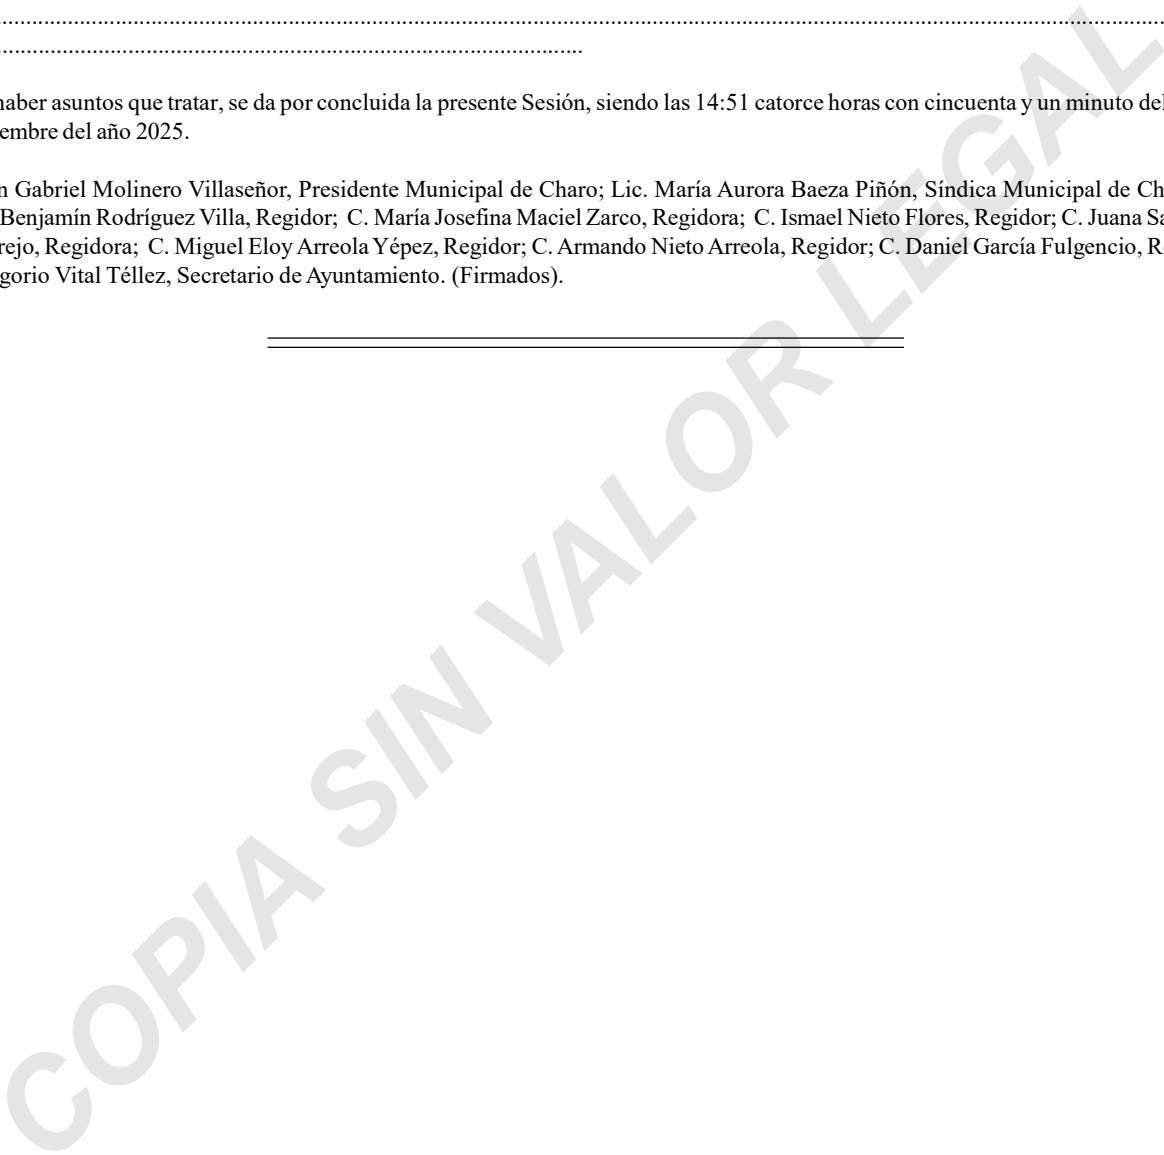 ................................................................................................................................................................................................
..........................................................................................
haber asuntos que tratar, se da por concluida la presente Sesión, siendo las 14:51 catorce horas con cincuenta y un minuto del
embre del año 2025.
n Gabriel Molinero Villaseñor, Presidente Municipal de Charo; Lic. María Aurora Baeza Piñón, Síndica Municipal de Ch
Benjamín Rodríguez Villa, Regidor; C. María Josefina Maciel Zarco, Regidora; C. Ismael Nieto Flores, Regidor; C. Juana Sa
rejo, Regidora; C. Miguel Eloy Arreola Yépez, Regidor; C. Armando Nieto Arreola, Regidor; C. Daniel García Fulgencio, Re
gorio Vital Téllez, Secretario de Ayuntamiento. (Firmados).
COPIA SIN VALOR LEGAL